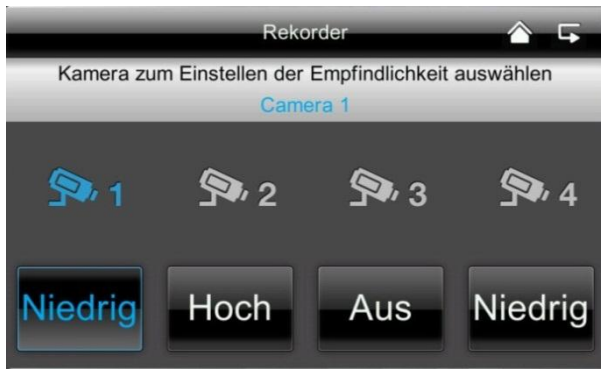 Rekorder
Kamera zum Einstellen der Empfindlichkeit auswählen
Camera 1
1 2 3 4
Niedrig Hoch Aus Niedrig